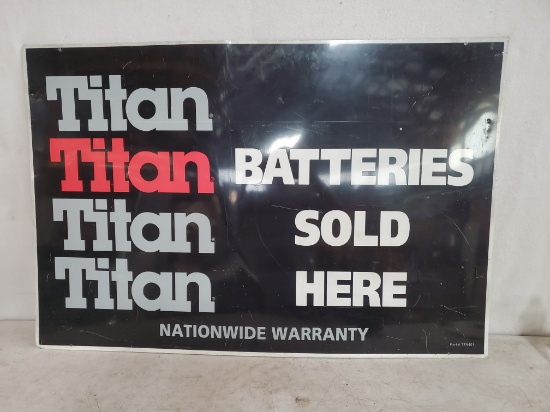 Titan
Titan BATTERIES
Titan SOLD
Titan HERE
NATIONWIDE WARRANTY